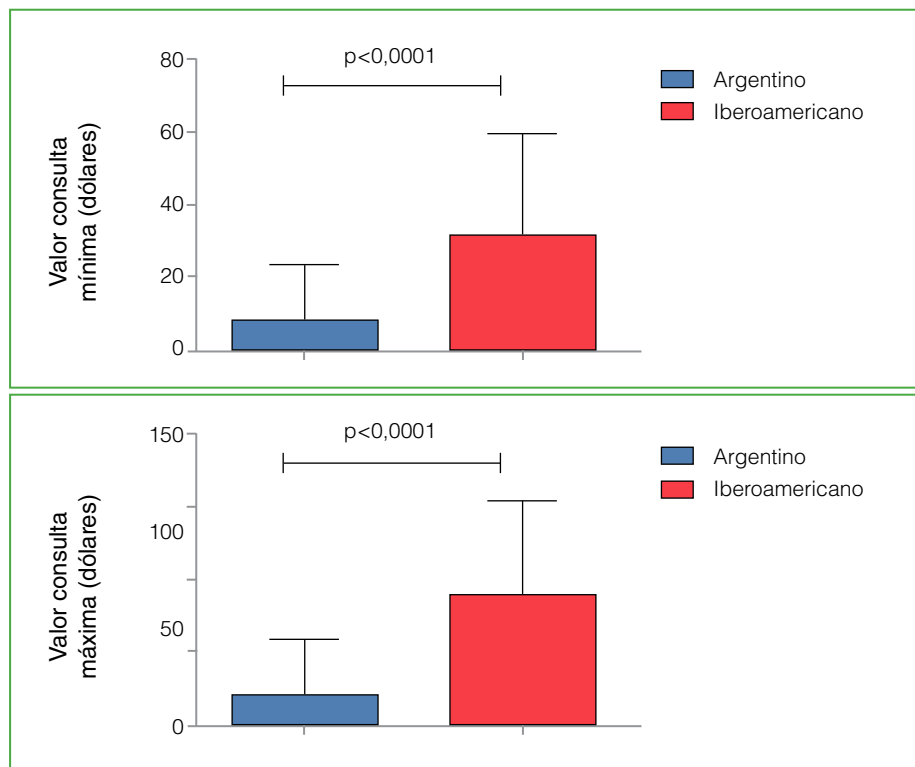 80
p<0,0001
Argentino
Iberoamericano
60
40
20
0
Valor consulta
mínima (dólares)
150
p<0,0001
Argentino
Iberoamericano
100
50
0
Valor consulta
máxima (dólares)